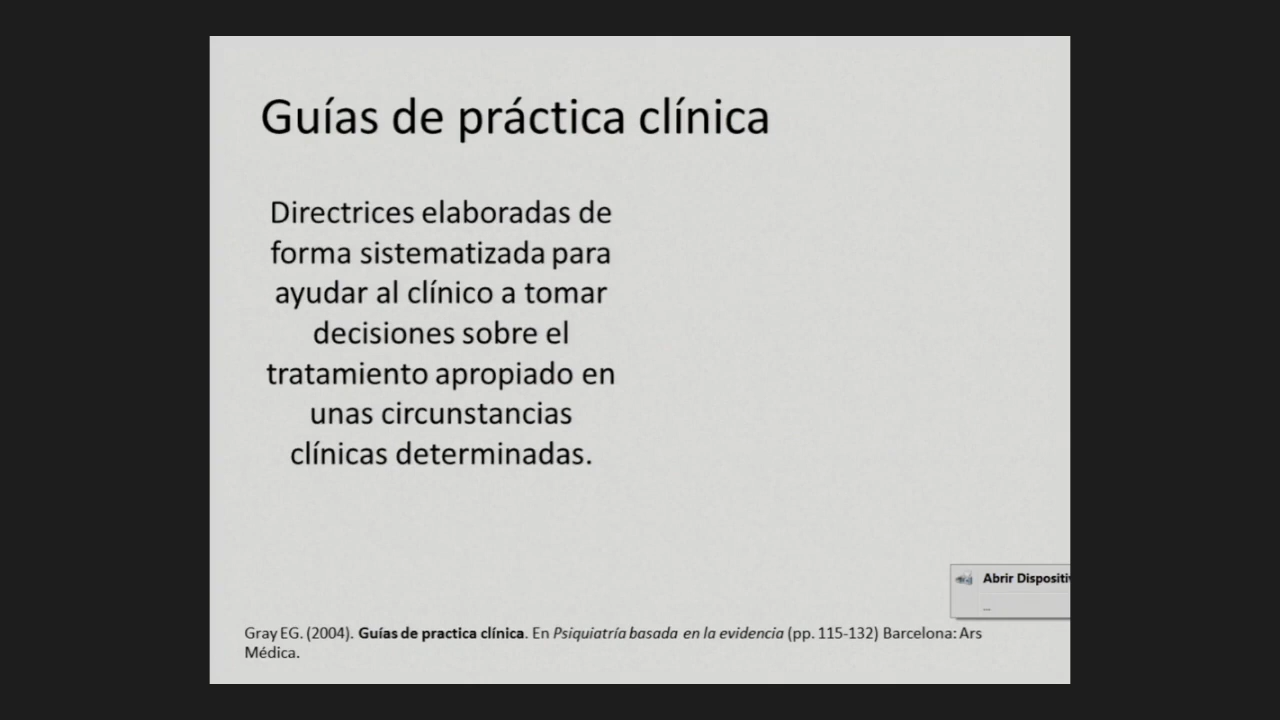 Guías de práctica clínica
Directrices elaboradas de
forma sistematizada para
ayudar al clínico a tomar
decisiones sobre el
tratamiento apropiado en
unas circunstancias
clínicas determinadas.
Abrir Dispositiv
...
Gray EG. (2004). Guías de practica clínica. En Psiquiatría basada en la evidencia (pp. 115-132) Barcelona: Ars
Médica.